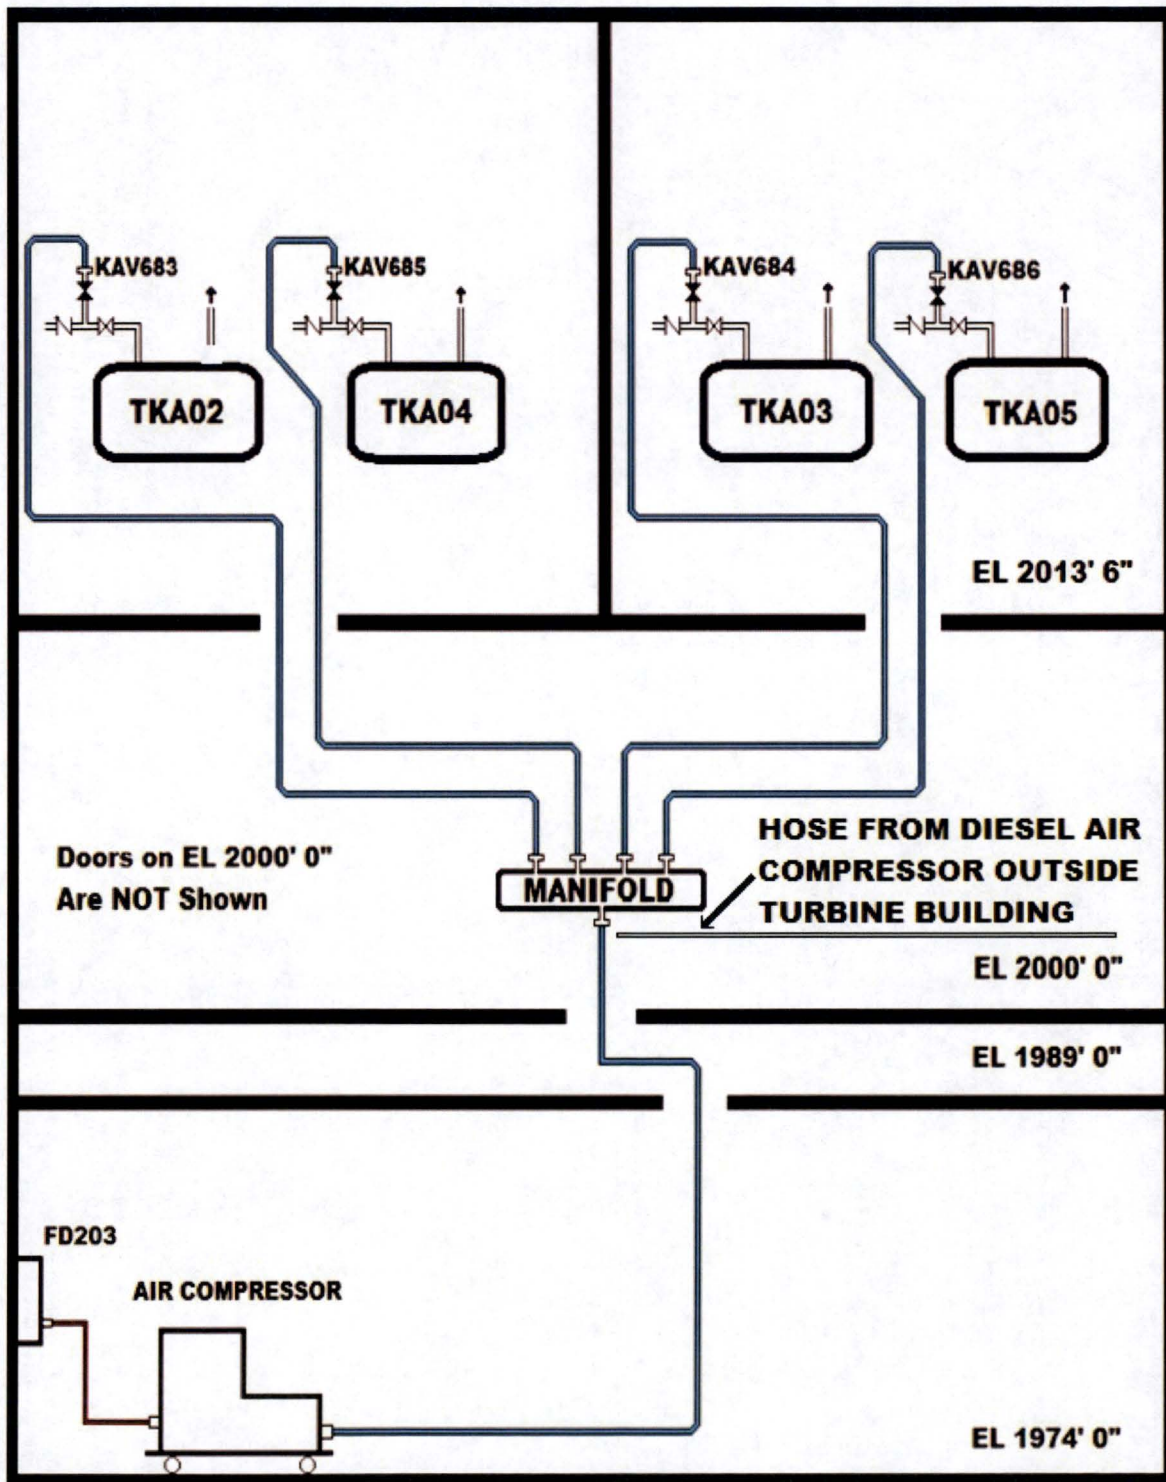 KAV683
KAV685
KAV684
KAV686
TKA02
TKA04
TKA03
TKA05
EL 2013' 6"
HOSE FROM DIESEL AIR
COMPRESSOR OUTSIDE
TURBINE BUILDING
Doors on EL 2000' 0"
Are NOT Shown
MANIFOLD
EL 2000' 0"
EL 1989' 0"
FD203
AIR COMPRESSOR
EL 1974' 0"